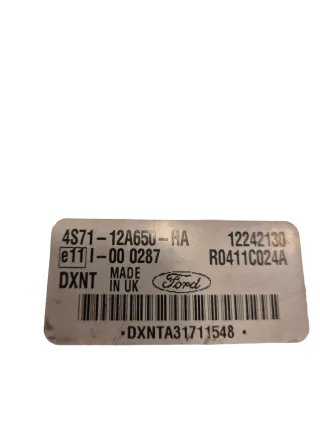 4S71-12A650-HA 12242130
e11 I-00 0287 R0411C024A
DXNT MADE IN UK Ford
·DXNTA31711548·